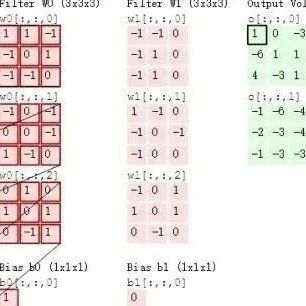 Filter W0 (3x3x3)
w0[:,:,0]
1 1 -1
-1 0 1
-1 -1 0
w0[:,:,1]
-1 0 -1
0 0 -1
1 -1 0
w0[:,:,2]
0 1 0
1 0 1
0 -1 0
Bias b0 (1x1x1)
b0[:,:,0]
1
Filter W1 (3x3x3)
w1[:,:,0]
-1 -1 0
-1 1 0
-1 1 0
w1[:,:,1]
1 -1 0
-1 0 -1
-1 0 0
w1[:,:,2]
-1 0 1
1 0 1
0 -1 0
Bias b1 (1x1x1)
b1[:,:,0]
0
Output Vol
o[:,:,0]
1 0 -3
-6 1 1
4 -3 1
o[:,:,1]
-1 -6 -4
-2 -3 -4
-1 -3 -3